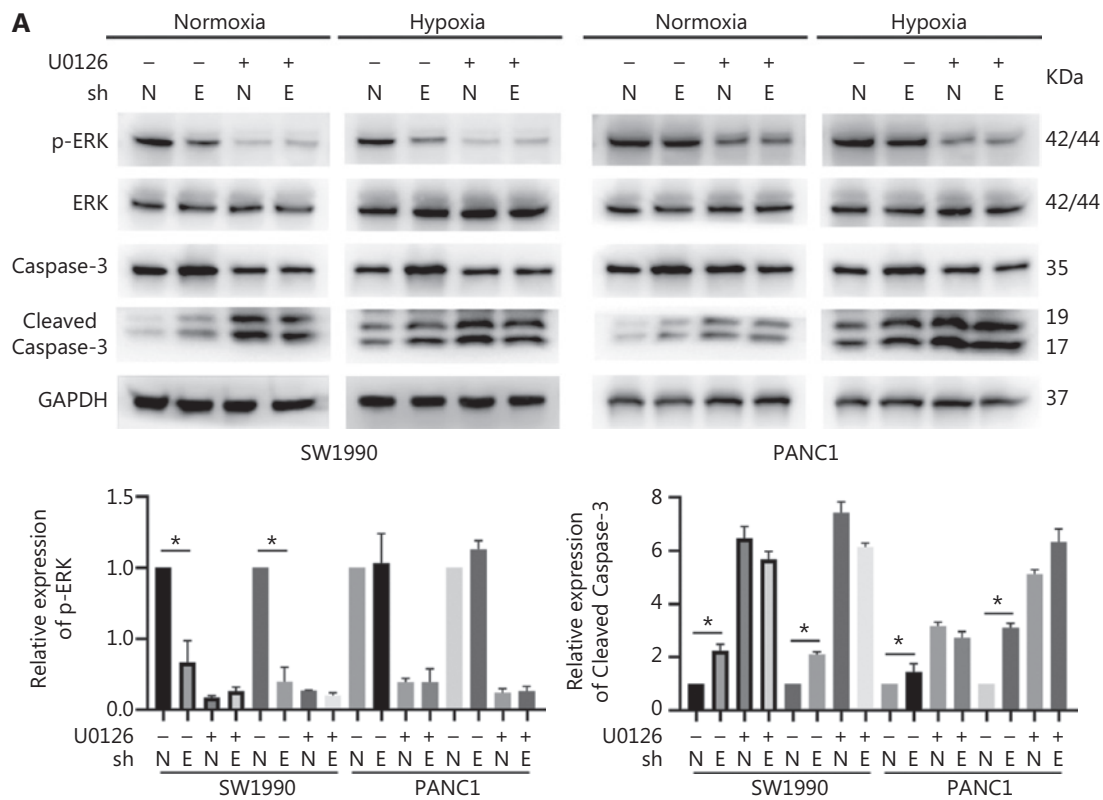 A
Normoxia Hypoxia Normoxia Hypoxia
U0126 – – + + – – + + – – + + – – + +
KDa
sh N E N E N E N E N E N E N E N E
p-ERK 42/44
ERK 42/44
Caspase-3 35
Cleaved 19
Caspase-3 17
GAPDH 37
SW1990 PANC1
Relative expression
of p-ERK
1.5
1.0
1.0
0.0
* *
U0126 – – + + – – + + – – + + – – + +
sh N E N E N E N E N E N E N E N E
SW1990 PANC1
Relative expression
of Cleaved Caspase-3
8
6
4
2
0
* * * *
U0126 – – + + – – + + – – + + – – + +
sh N E N E N E N E N E N E N E N E
SW1990 PANC1